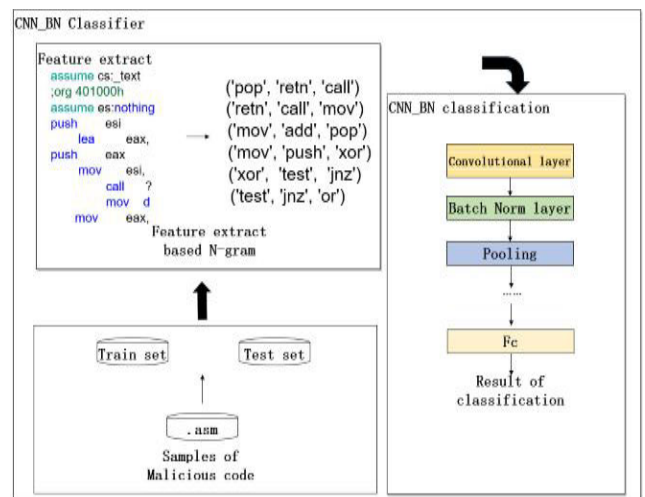 CNN_BN Classifier
Feature extract
assume cs:_text
;org 401000h
assume es:nothing
push esi
lea eax,
push eax
mov esi,
call ?
mov d
mov eax,
('pop', 'retn', 'call')
('retn', 'call', 'mov')
('mov', 'add', 'pop')
('mov', 'push', 'xor')
('xor', 'test', 'jnz')
('test', 'jnz', 'or')
Feature extract
based N-gram
Train set
Test set
.asm
Samples of
Malicious code
CNN_BN classification
Convolutional layer
Batch Norm layer
Pooling
......
Fc
Result of
classification